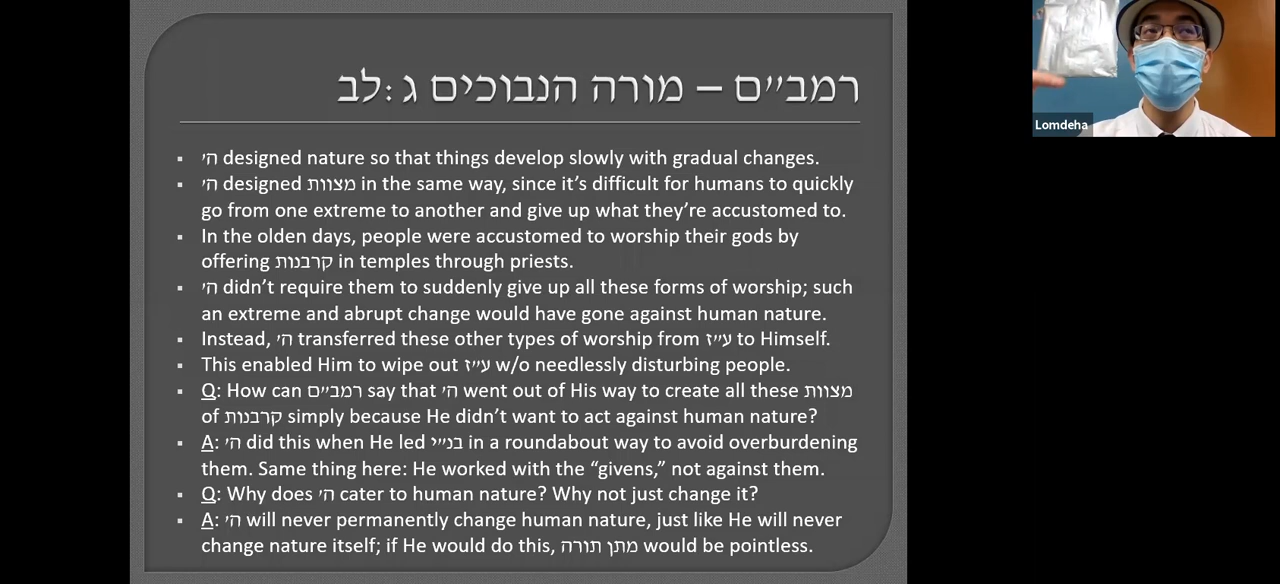 רמב״ם – מורה הנבוכים ג:לב
▪ ה׳ designed nature so that things develop slowly with gradual changes.
▪ ה׳ designed מצוות in the same way, since it’s difficult for humans to quickly
go from one extreme to another and give up what they’re accustomed to.
▪ In the olden days, people were accustomed to worship their gods by
offering קרבנות in temples through priests.
▪ ה׳ didn’t require them to suddenly give up all these forms of worship; such
an extreme and abrupt change would have gone against human nature.
▪ Instead, ה׳ transferred these other types of worship from ע״ז to Himself.
▪ This enabled Him to wipe out ע״ז w/o needlessly disturbing people.
▪ Q: How can רמב״ם say that ה׳ went out of His way to create all these מצוות
of קרבנות simply because He didn’t want to act against human nature?
▪ A: ה׳ did this when He led בנ״י in a roundabout way to avoid overburdening
them. Same thing here: He worked with the “givens,” not against them.
▪ Q: Why does ה׳ cater to human nature? Why not just change it?
▪ A: ה׳ will never permanently change human nature, just like He will never
change nature itself; if He would do this, מתן תורה would be pointless.
Lomdeha